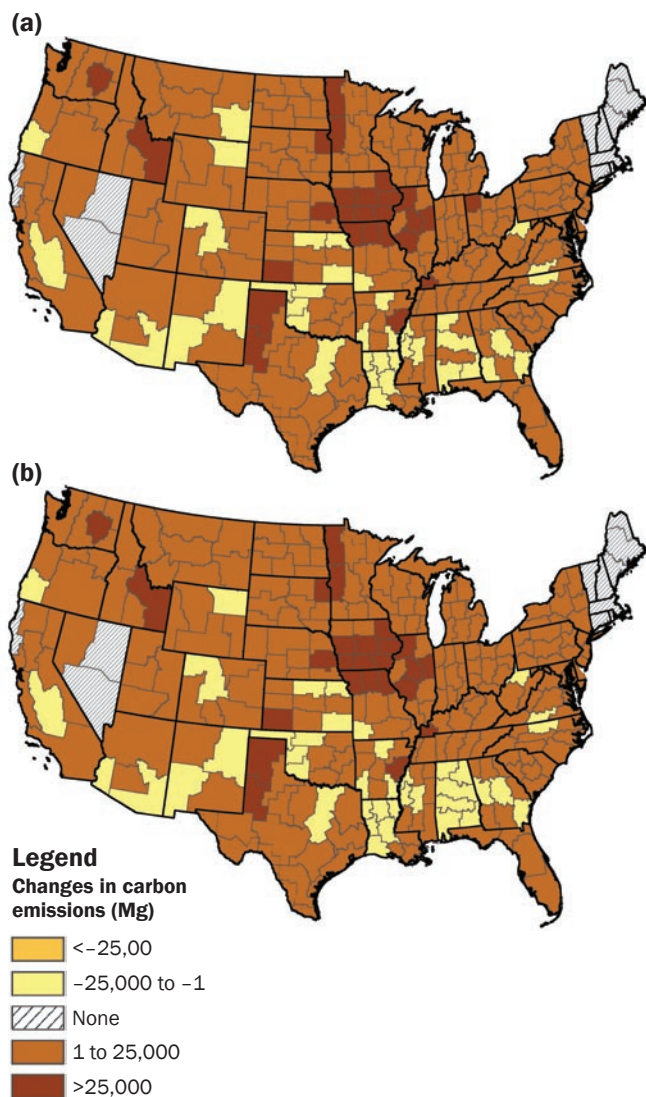 (a)
(b)
Legend
Changes in carbon
emissions (Mg)
<–25,00
–25,000 to –1
None
1 to 25,000
>25,000